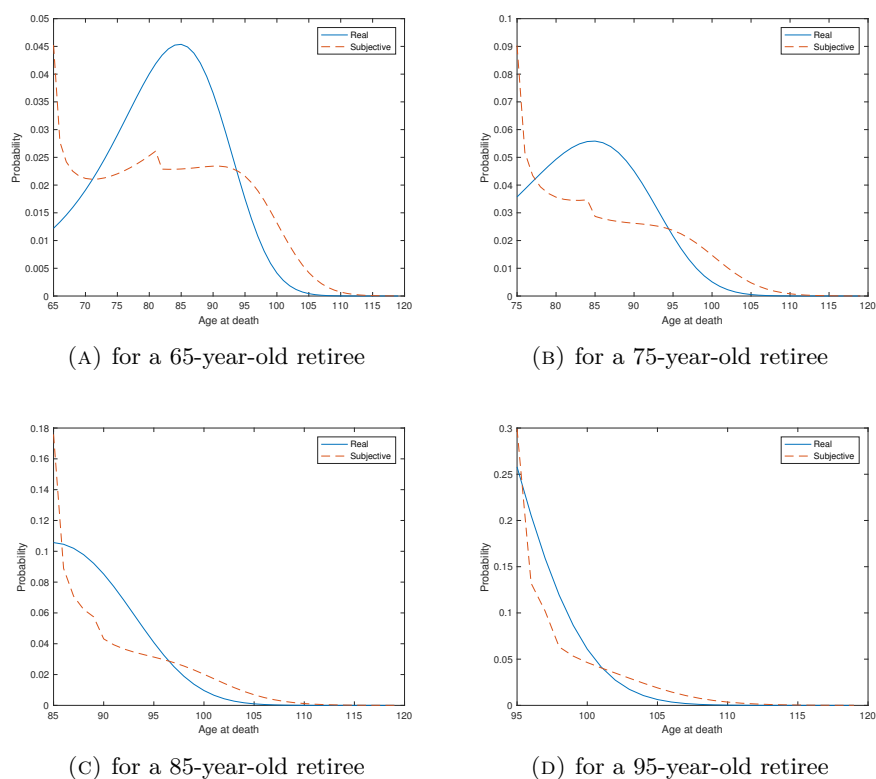 0.045
0.04
0.035
0.03
0.025
0.02
0.015
0.01
0.005
0
Probability
65 70 75 80 85 90 95 100 105 110 115 120
Age at death
Real
Subjective
(A) for a 65-year-old retiree
0.1
0.09
0.08
0.07
0.06
0.05
0.04
0.03
0.02
0.01
0
Probability
75 80 85 90 95 100 105 110 115 120
Age at death
Real
Subjective
(B) for a 75-year-old retiree
0.18
0.16
0.14
0.12
0.1
0.08
0.06
0.04
0.02
0
Probability
85 90 95 100 105 110 115 120
Age at death
Real
Subjective
(C) for a 85-year-old retiree
0.3
0.25
0.2
0.15
0.1
0.05
0
Probability
95 100 105 110 115 120
Age at death
Real
Subjective
(D) for a 95-year-old retiree